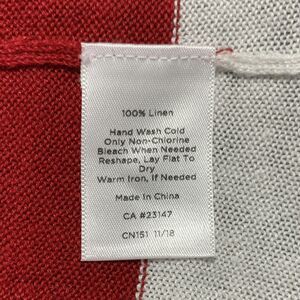 100% Linen
Hand Wash Cold
Only Non-Chlorine
Bleach When Needed
Reshape, Lay Flat To
Dry
Warm Iron, If Needed
Made In China
CA #23147
CN151 11/18